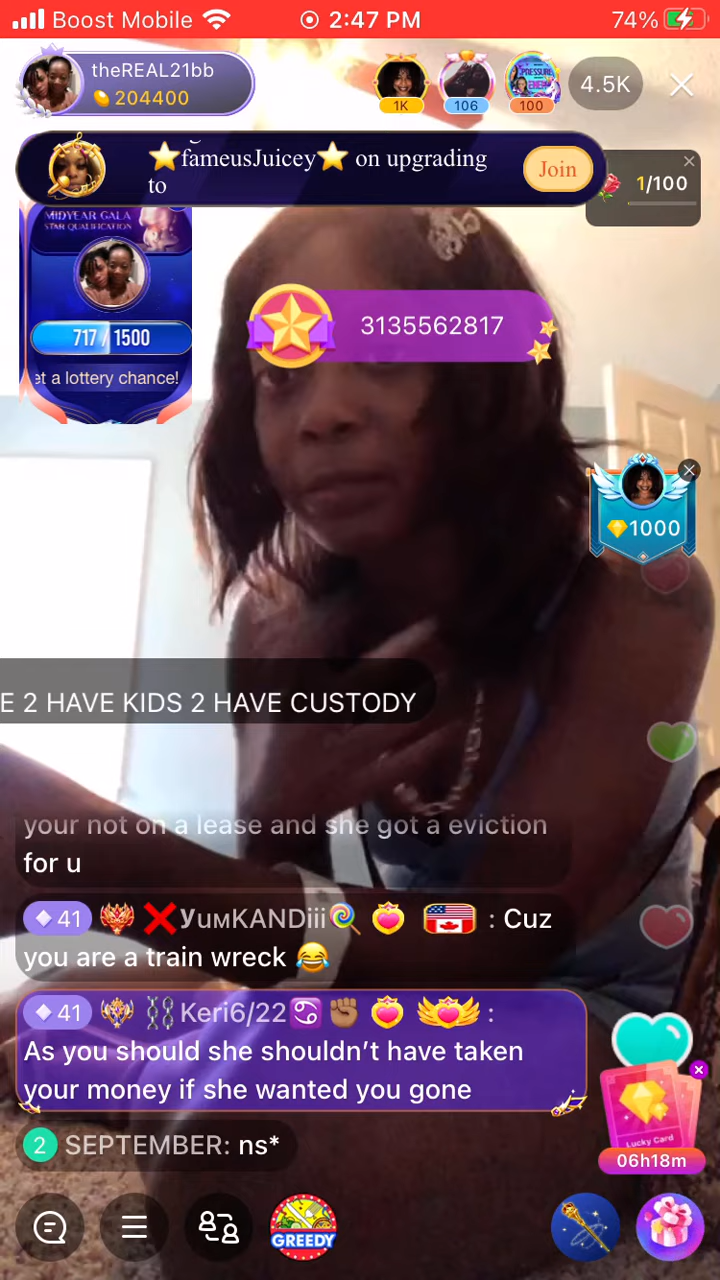 Boost Mobile
2:47 PM
74%
theREAL21bb
204400
1K
106
100
4.5K
⭐fameusJuicey⭐ on upgrading
to
Join
1/100
MIDYEAR GALA
STAR QUALIFICATION
717 / 1500
et a lottery chance!
3135562817
1000
E 2 HAVE KIDS 2 HAVE CUSTODY
your not on a lease and she got a eviction
for u
41 ❌УuмKANDiii🍭 : Cuz
you are a train wreck 😂
41 ⛓️Keri6/22♋✊🏾 :
As you should she shouldn't have taken
your money if she wanted you gone
2 SEPTEMBER: ns*
Lucky Card
06h18m
GREEDY